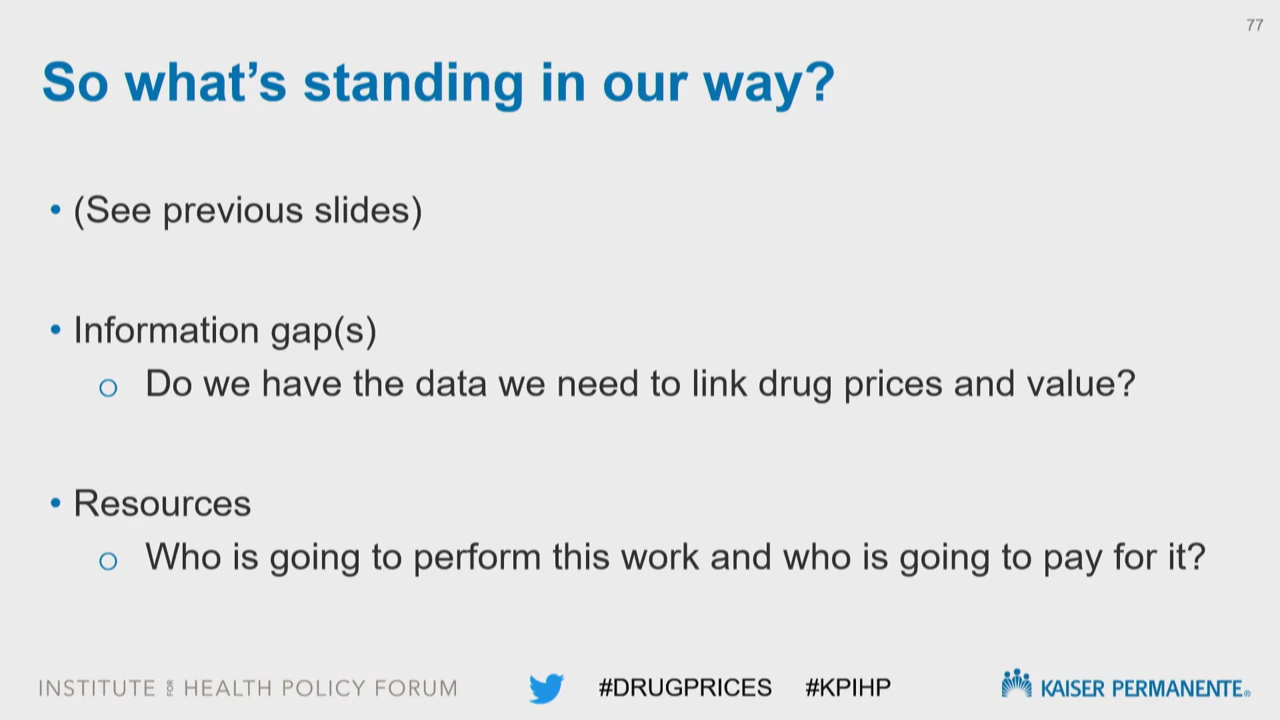 77
So what’s standing in our way?
• (See previous slides)
• Information gap(s)
o Do we have the data we need to link drug prices and value?
• Resources
o Who is going to perform this work and who is going to pay for it?
INSTITUTE FOR HEALTH POLICY FORUM #DRUGPRICES #KPIHP KAISER PERMANENTE®